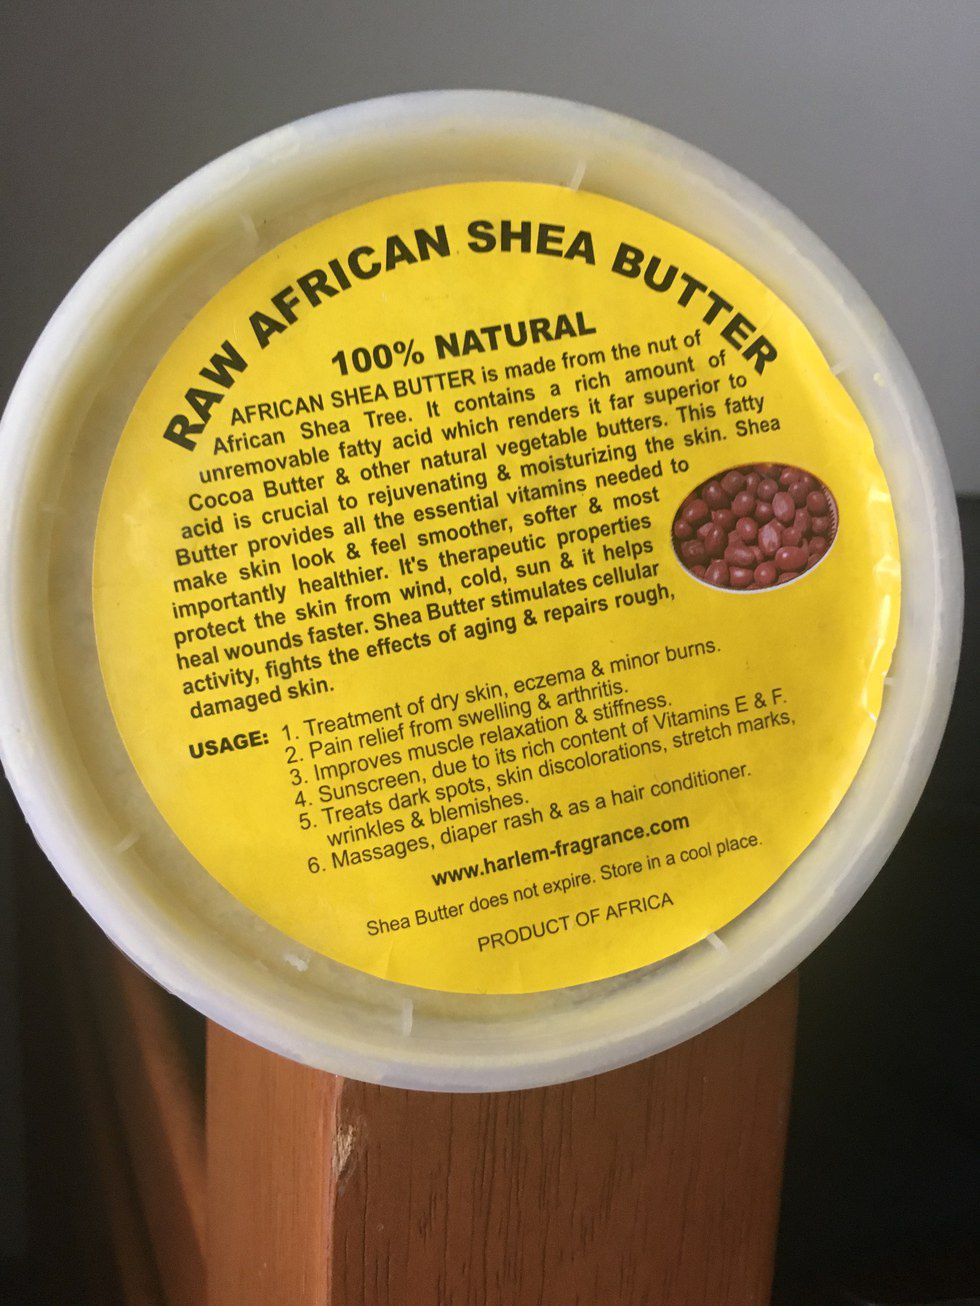 RAW AFRICAN SHEA BUTTER
100% NATURAL
AFRICAN SHEA BUTTER is made from the nut of
African Shea Tree. It contains a rich amount of
unremovable fatty acid which renders it far superior to
Cocoa Butter & other natural vegetable butters. This fatty
acid is crucial to rejuvenating & moisturizing the skin. Shea
Butter provides all the essential vitamins needed to
make skin look & feel smoother, softer & most
importantly healthier. It's therapeutic properties
protect the skin from wind, cold, sun & it helps
heal wounds faster. Shea Butter stimulates cellular
activity, fights the effects of aging & repairs rough,
damaged skin.
USAGE: 1. Treatment of dry skin, eczema & minor burns.
2. Pain relief from swelling & arthritis.
3. Improves muscle relaxation & stiffness.
4. Sunscreen, due to its rich content of Vitamins E & F.
5. Treats dark spots, skin discolorations, stretch marks,
wrinkles & blemishes.
6. Massages, diaper rash & as a hair conditioner.
www.harlem-fragrance.com
Shea Butter does not expire. Store in a cool place.
PRODUCT OF AFRICA